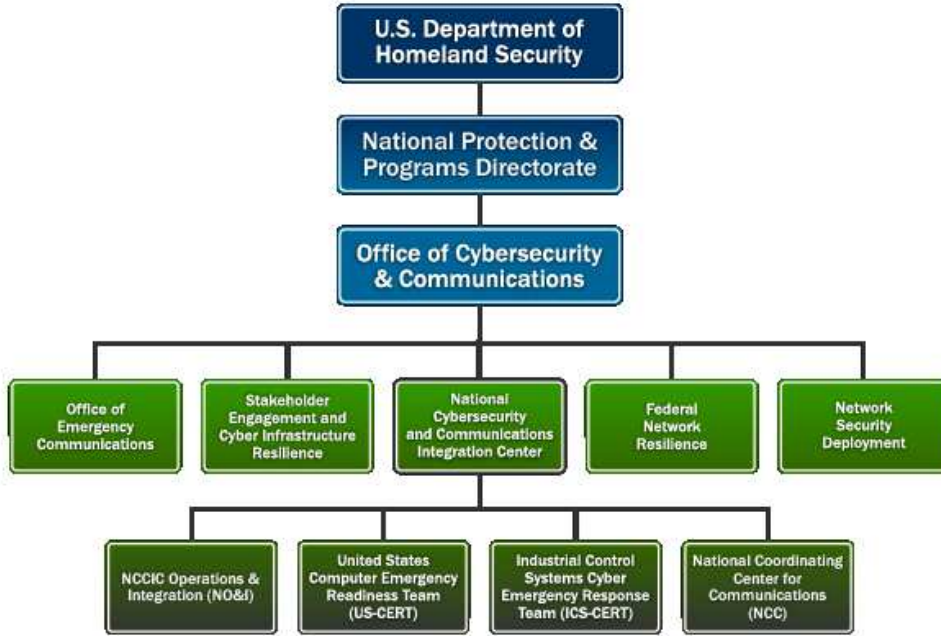 U.S. Department of
Homeland Security
National Protection &
Programs Directorate
Office of Cybersecurity
& Communications
Office of
Emergency
Communications
Stakeholder
Engagement and
Cyber Infrastructure
Resilience
National
Cybersecurity
and Communications
Integration Center
Federal
Network
Resilience
Network
Security
Deployment
NCCIC Operations &
Integration (NO&I)
United States
Computer Emergency
Readiness Team
(US-CERT)
Industrial Control
Systems Cyber
Emergency Response
Team (ICS-CERT)
National Coordinating
Center for
Communications
(NCC)